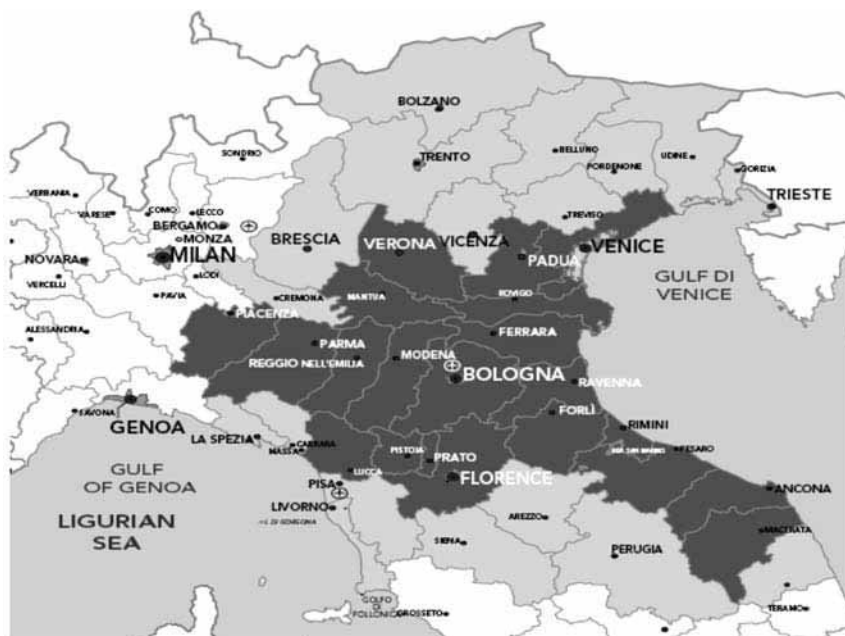 BOLZANO
SONDRIO
TRENTO
BELLUNO
PORDENONE
UDINE
GORIZIA
VERBANIA
VARESE
COMO
LECCO
BERGAMO
MONZA
MILAN
NOVARA
VERCELLI
LODI
PAVIA
ALESSANDRIA
BRESCIA
VERONA
VICENZA
TREVISO
PADUA
VENICE
TRIESTE
GULF DI
VENICE
CREMONA
MANTUA
ROVIGO
PIACENZA
PARMA
REGGIO NELL'EMILIA
MODENA
FERRARA
BOLOGNA
RAVENNA
FORLÌ
RIMINI
PESARO
SAVONA
GENOA
LA SPEZIA
CARRARA
MASSA
GULF
OF GENOA
LIGURIAN
SEA
LUCCA
PISTOIA
PRATO
FLORENCE
PISA
LIVORNO
AREZZO
SIENA
PERUGIA
ANCONA
MACERATA
GOLFO
FOLLONICA
GROSSETO
TERAMO